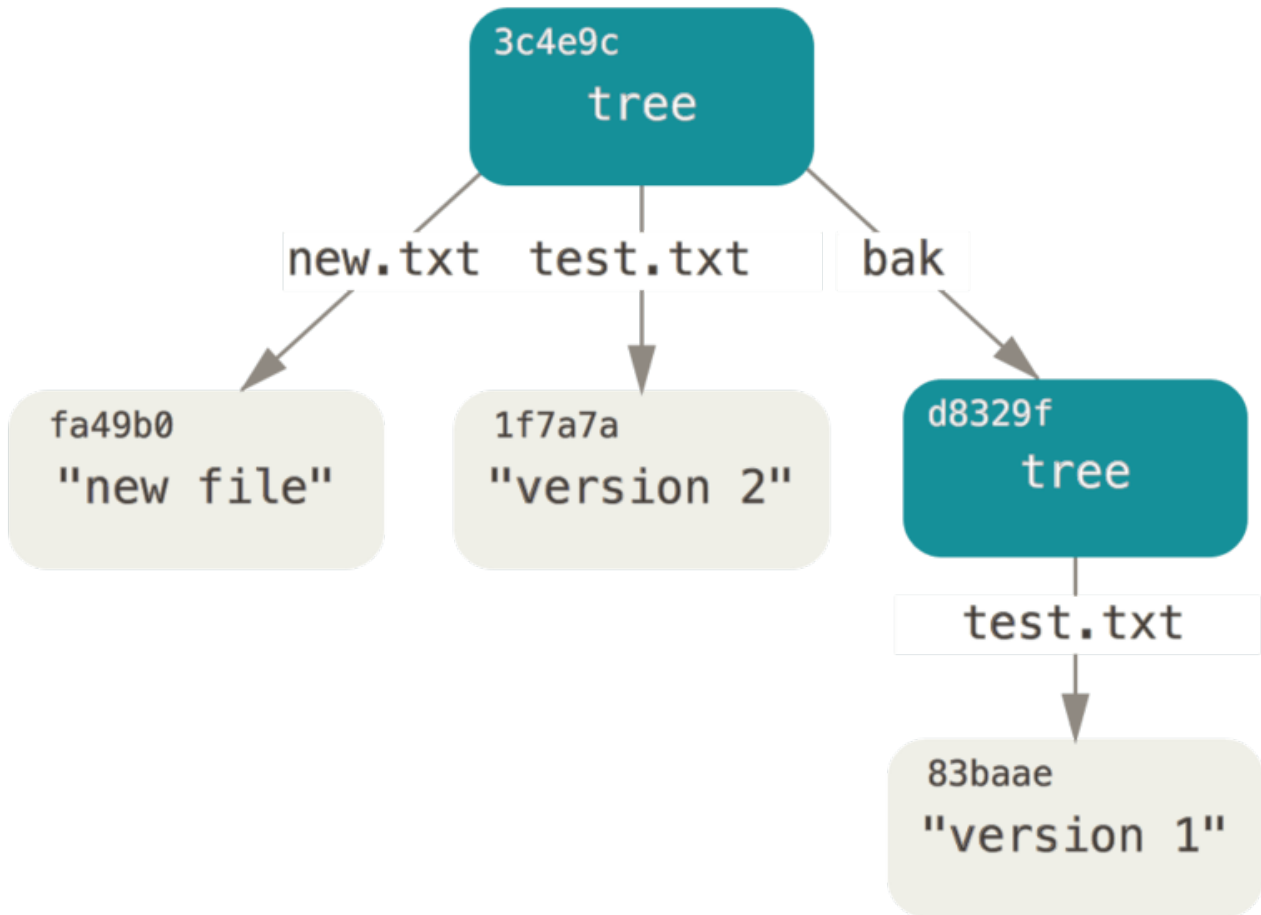 3c4e9c
tree
new.txt
test.txt
bak
fa49b0
"new file"
1f7a7a
"version 2"
d8329f
tree
test.txt
83baae
"version 1"